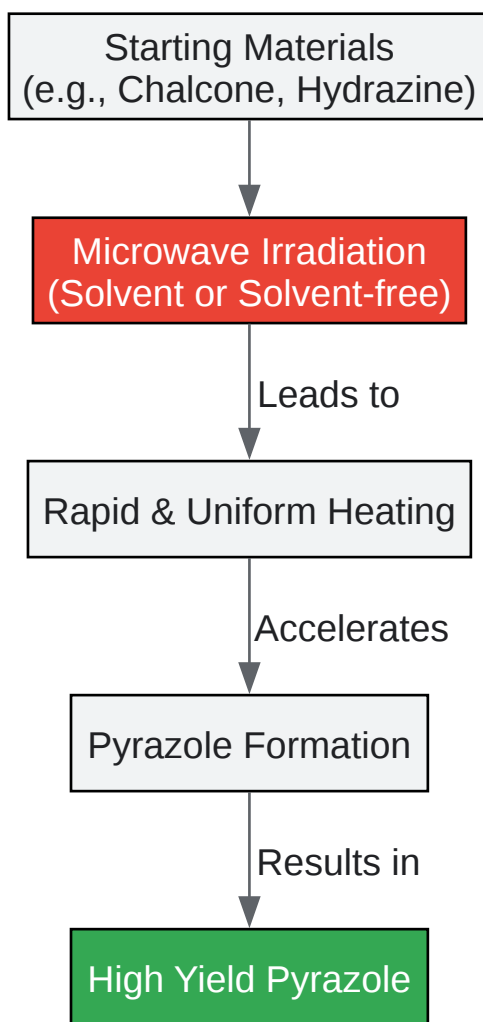 Starting Materials
(e.g., Chalcone, Hydrazine)
Microwave Irradiation
(Solvent or Solvent-free)
Leads to
Rapid & Uniform Heating
Accelerates
Pyrazole Formation
Results in
High Yield Pyrazole